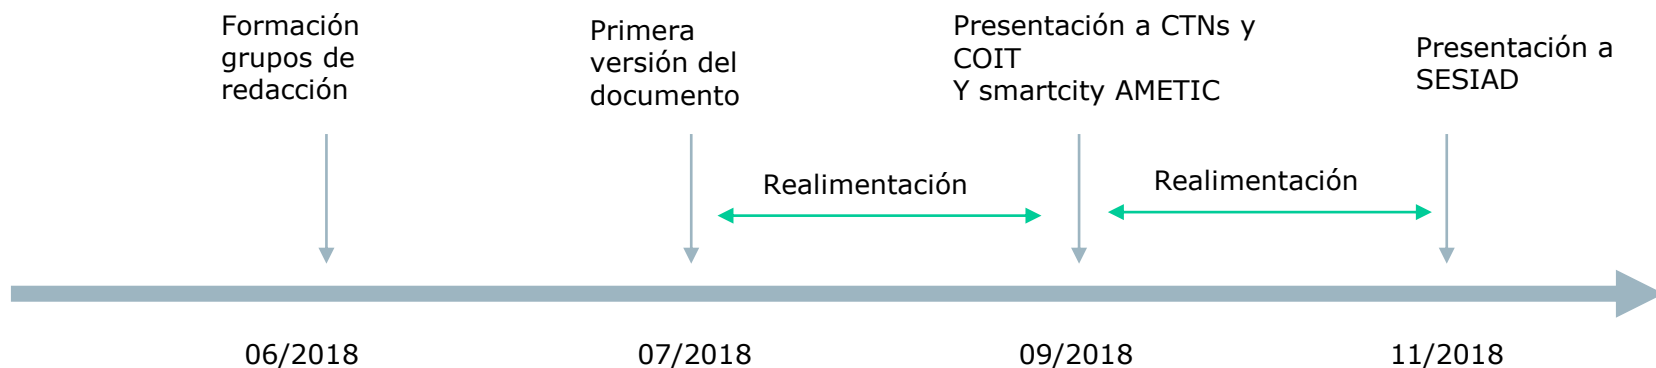 Formación
grupos de
redacción
Primera
versión del
documento
Presentación a CTNs y
COIT
Y smartcity AMETIC
Presentación a
SESIAD
Realimentación
Realimentación
06/2018
07/2018
09/2018
11/2018